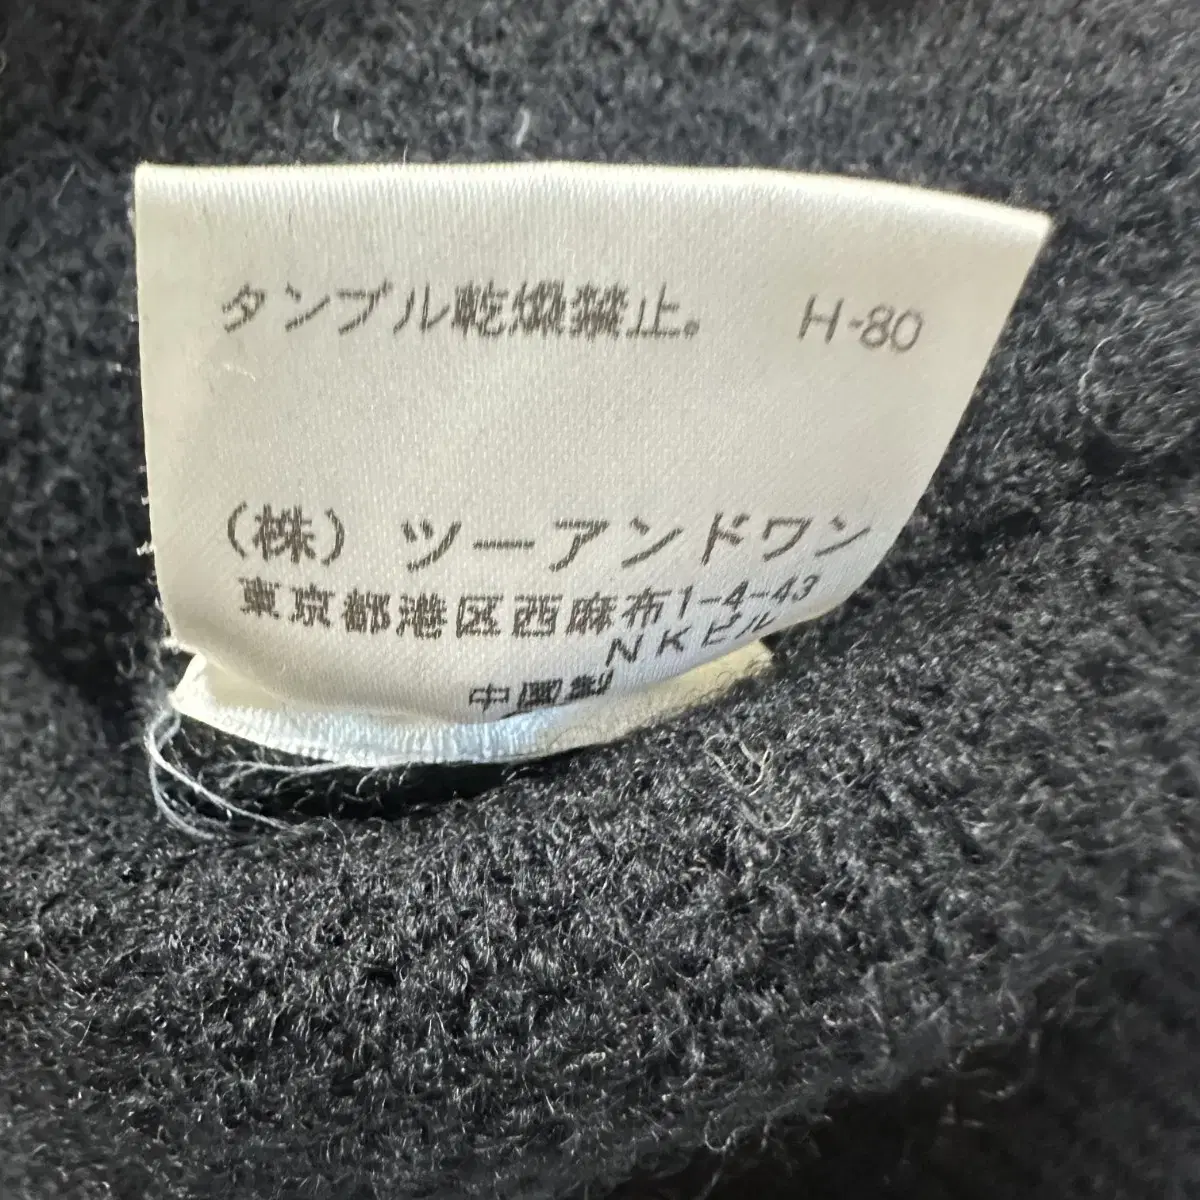 タンブル乾燥禁止。 H-80
（株） ツーアンドワン
東京都港区西麻布1-4-43
NKビル
中国製